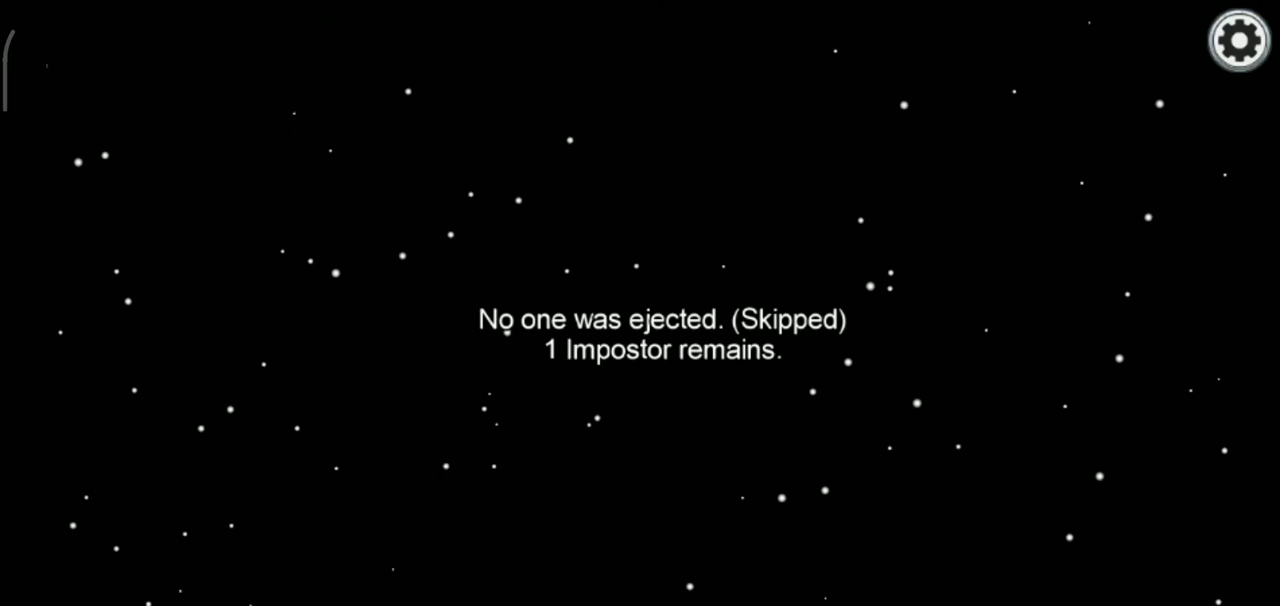 No one was ejected. (Skipped)
1 Impostor remains.